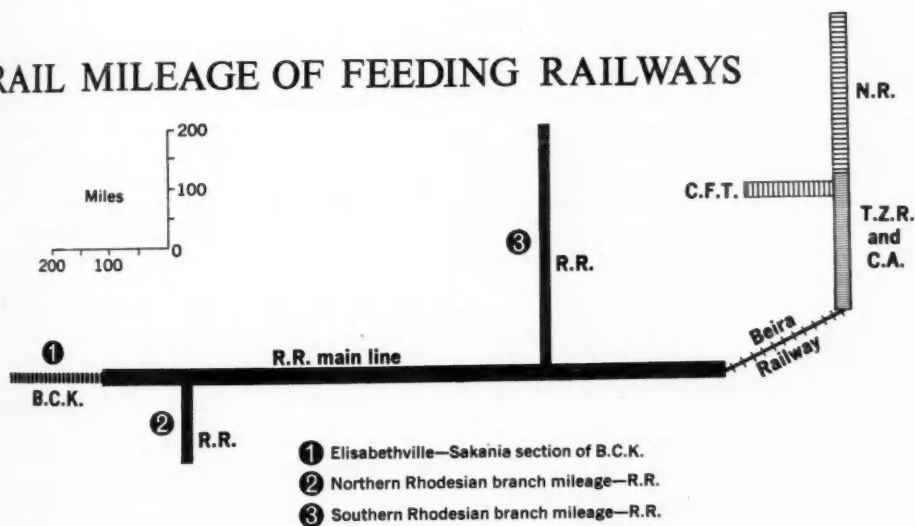 RAIL MILEAGE OF FEEDING RAILWAYS
200
Miles
100
0
200 100
N.R.
C.F.T.
T.Z.R.
and
C.A.
3
R.R.
Beira
Railway
1
R.R. main line
B.C.K.
2
R.R.
1 Elisabethville—Sakania section of B.C.K.
2 Northern Rhodesian branch mileage—R.R.
3 Southern Rhodesian branch mileage—R.R.